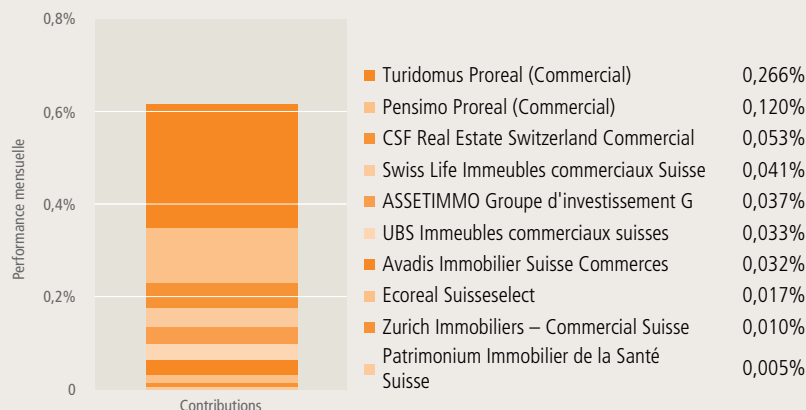 0,8%
0,6%
0,4%
0,2%
0
Performance mensuelle
Contributions
Turidomus Proreal (Commercial) 0,266%
Pensimo Proreal (Commercial) 0,120%
CSF Real Estate Switzerland Commercial 0,053%
Swiss Life Immeubles commerciaux Suisse 0,041%
ASSETIMMO Groupe d'investissement G 0,037%
UBS Immeubles commerciaux suisses 0,033%
Avadis Immobilier Suisse Commerces 0,032%
Ecoreal Suisseselect 0,017%
Zurich Immobiliers – Commercial Suisse 0,010%
Patrimonium Immobilier de la Santé
Suisse 0,005%